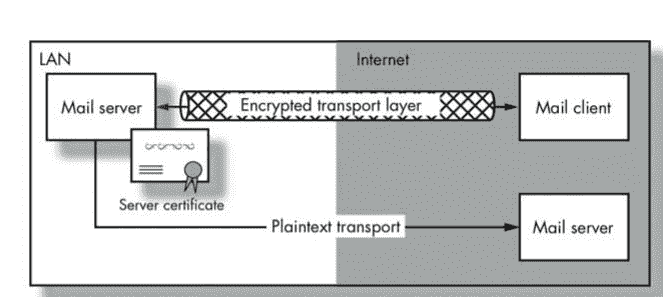 LAN
Internet
Mail server
Encrypted transport layer
Mail client
Server certificate
Plaintext transport
Mail server